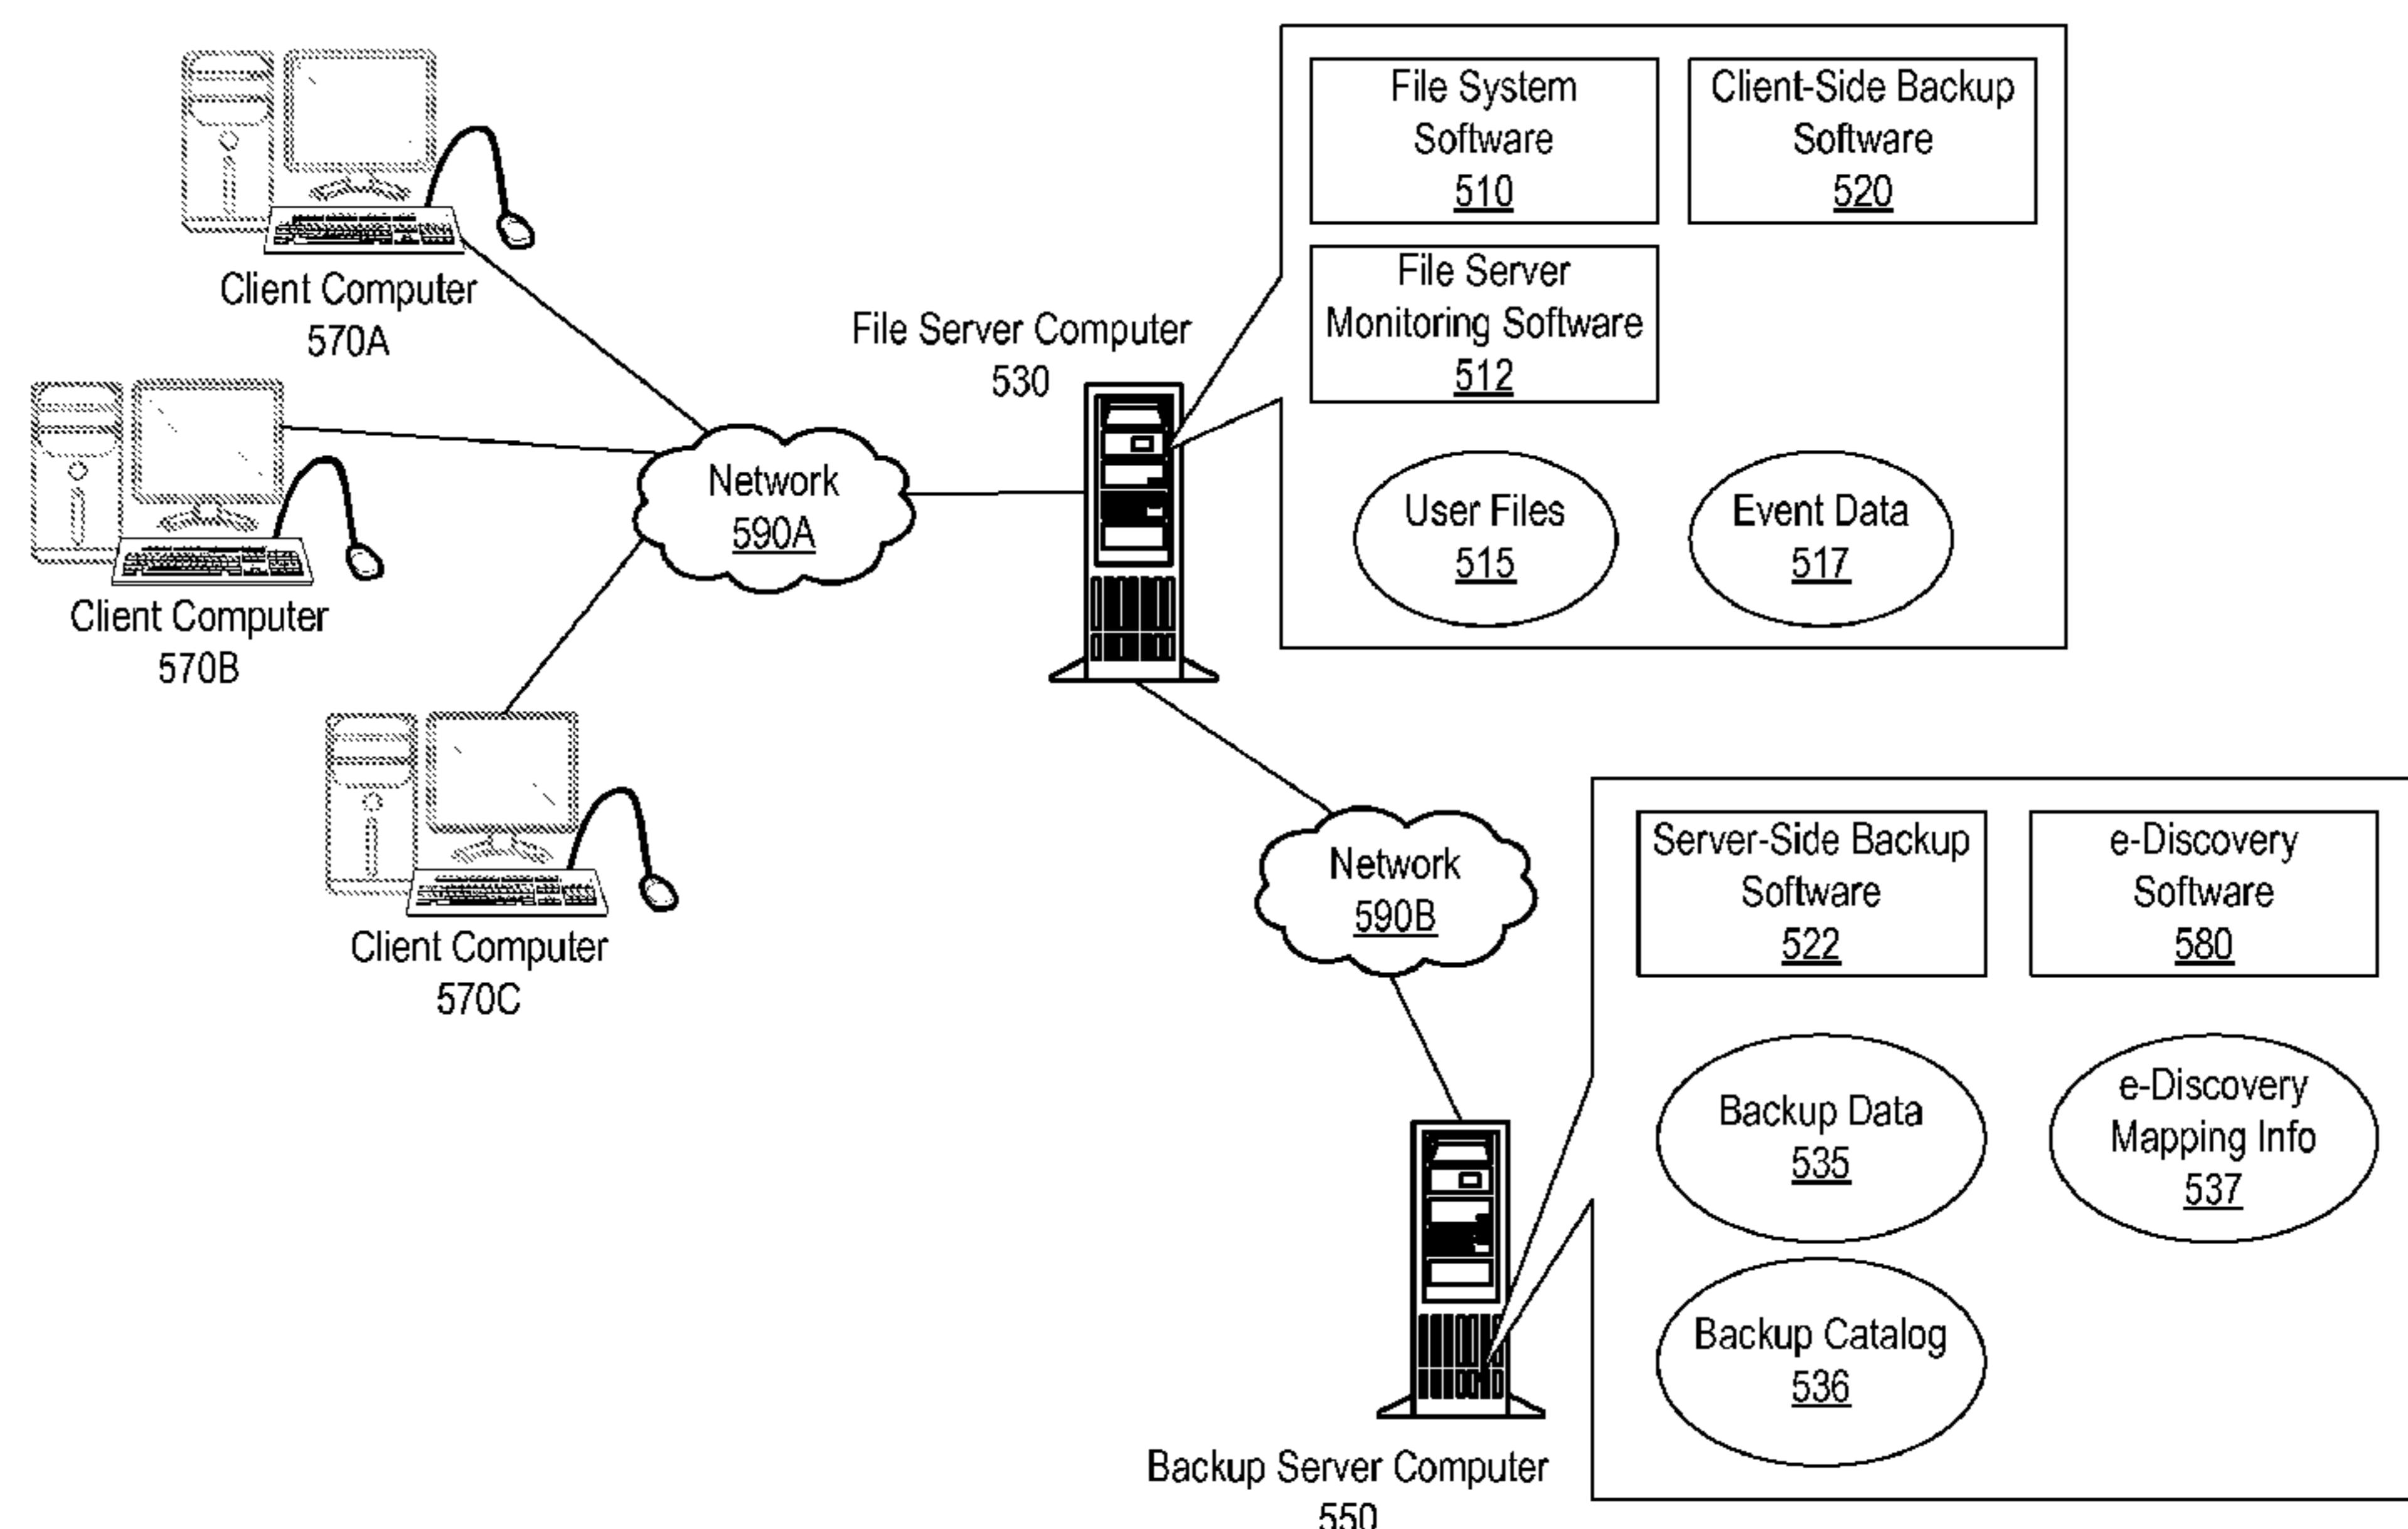 Client Computer
570A
Client Computer
570B
Client Computer
570C
Network
590A
File Server Computer
530
File System
Software
510
Client-Side Backup
Software
520
File Server
Monitoring Software
512
User Files
515
Event Data
517
Network
590B
Backup Server Computer
550
Server-Side Backup
Software
522
e-Discovery
Software
580
Backup Data
535
e-Discovery
Mapping Info
537
Backup Catalog
536